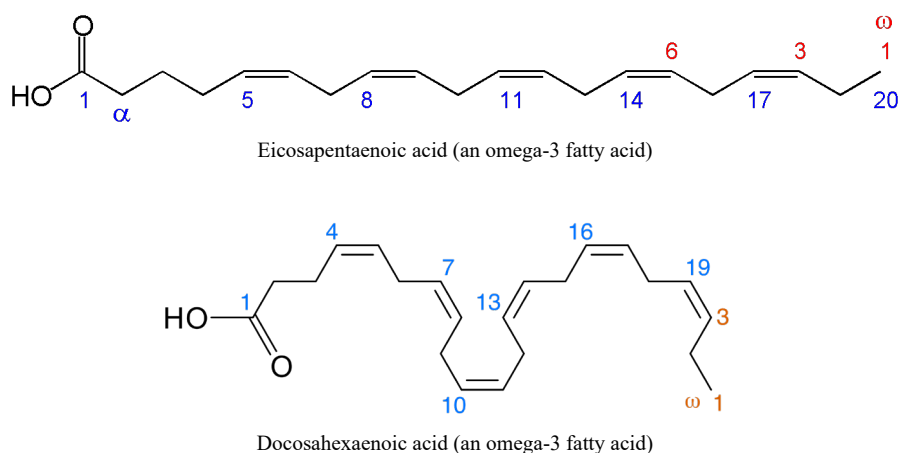 O
ω
6 3 1
HO 1 α 5 8 11 14 17 20
Eicosapentaenoic acid (an omega-3 fatty acid)
4 16
7 19
1 13 3
HO
O
10 ω 1
Docosahexaenoic acid (an omega-3 fatty acid)